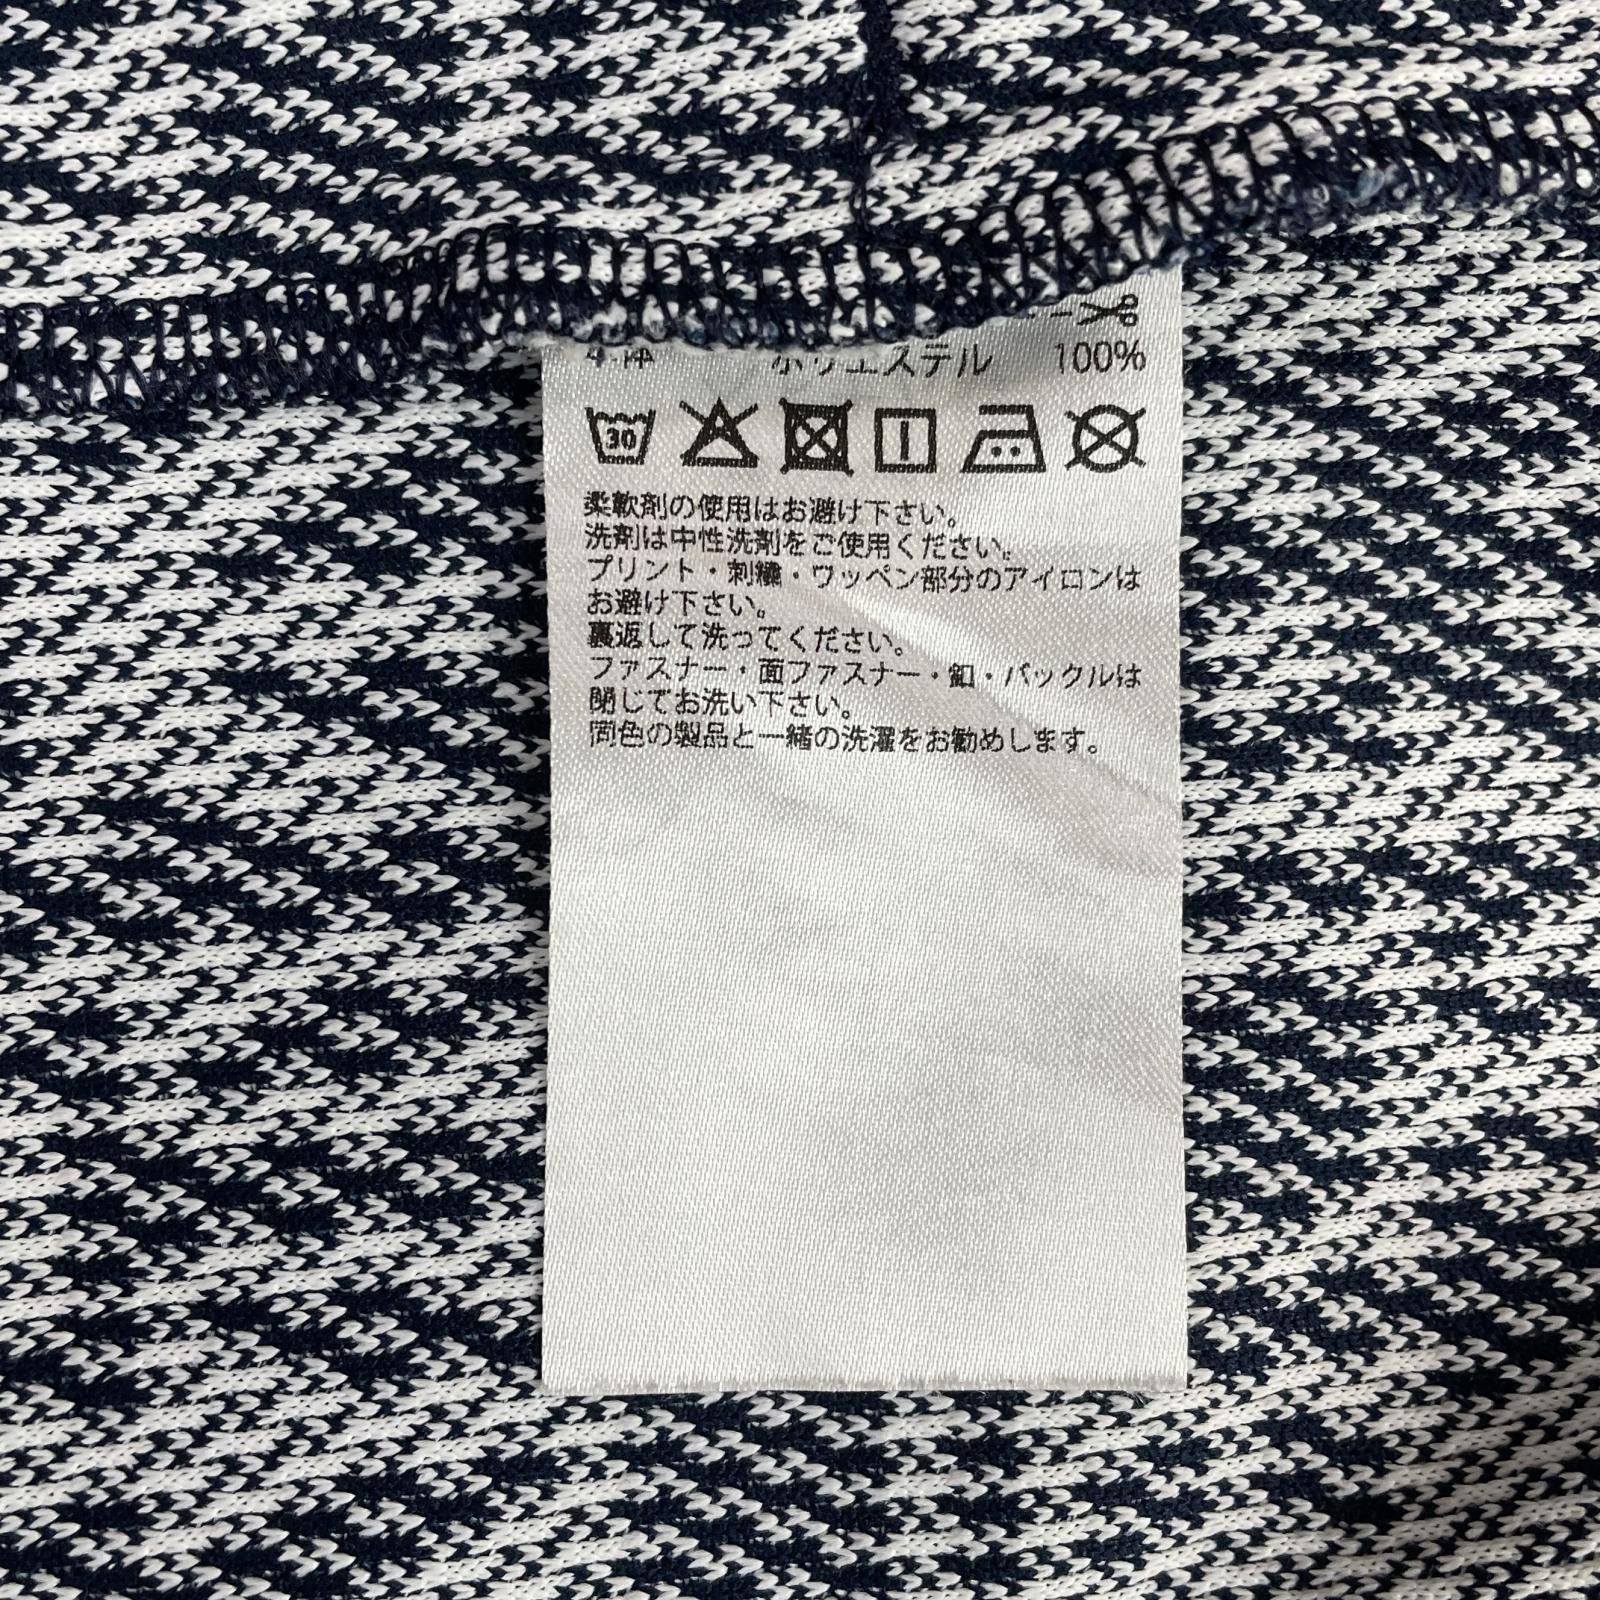 本体 ポリエステル 100%
30
柔軟剤の使用はお避け下さい。
洗剤は中性洗剤をご使用ください。
プリント・刺繍・ワッペン部分のアイロンは
お避け下さい。
裏返して洗ってください。
ファスナー・面ファスナー・釦・バックルは
閉じてお洗い下さい。
同色の製品と一緒の洗濯をお勧めします。